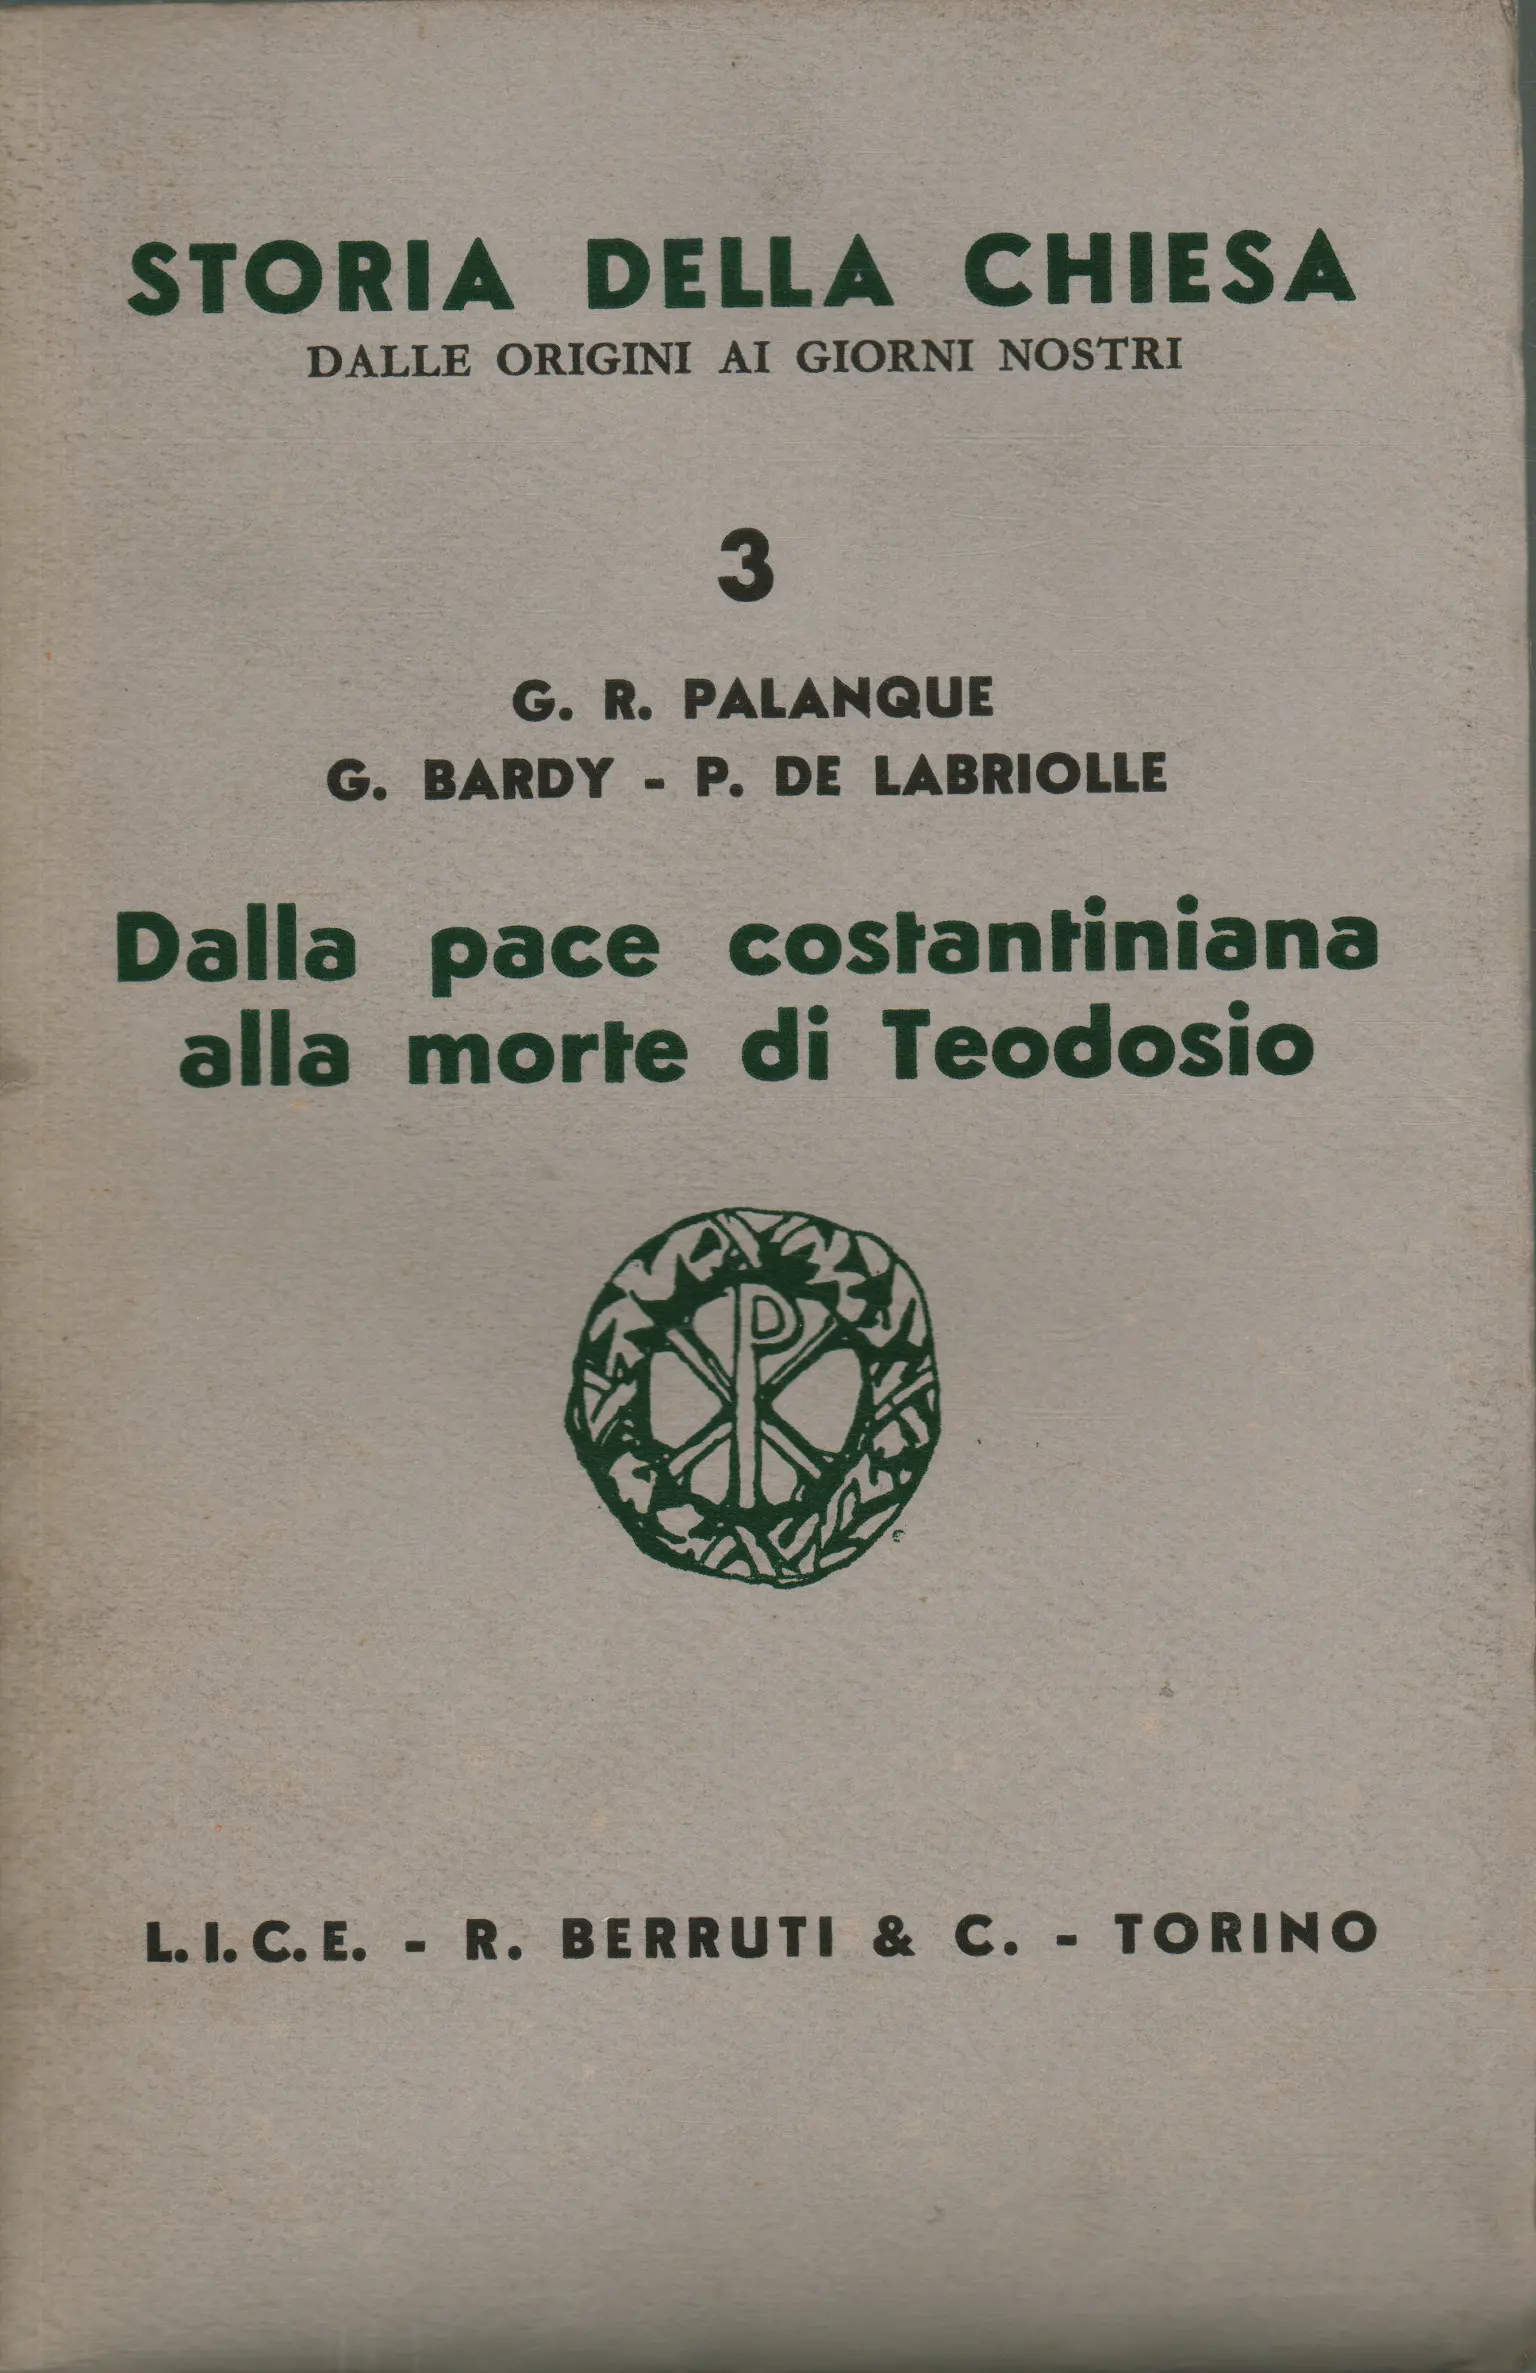 STORIA DELLA CHIESA
DALLE ORIGINI AI GIORNI NOSTRI
3
G. R. PALANQUE
G. BARDY - P. DE LABRIOLLE
Dalla pace costantiniana
alla morte di Teodosio
L.I.C.E. - R. BERRUTI & C. - TORINO